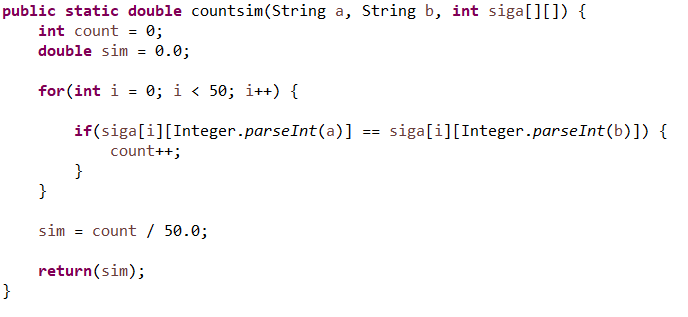 public static double countsim(String a, String b, int siga[][]) {
    int count = 0;
    double sim = 0.0;

    for(int i = 0; i < 50; i++) {

        if(siga[i][Integer.parseInt(a)] == siga[i][Integer.parseInt(b)]) {
            count++;
        }
    }

    sim = count / 50.0;

    return(sim);
}